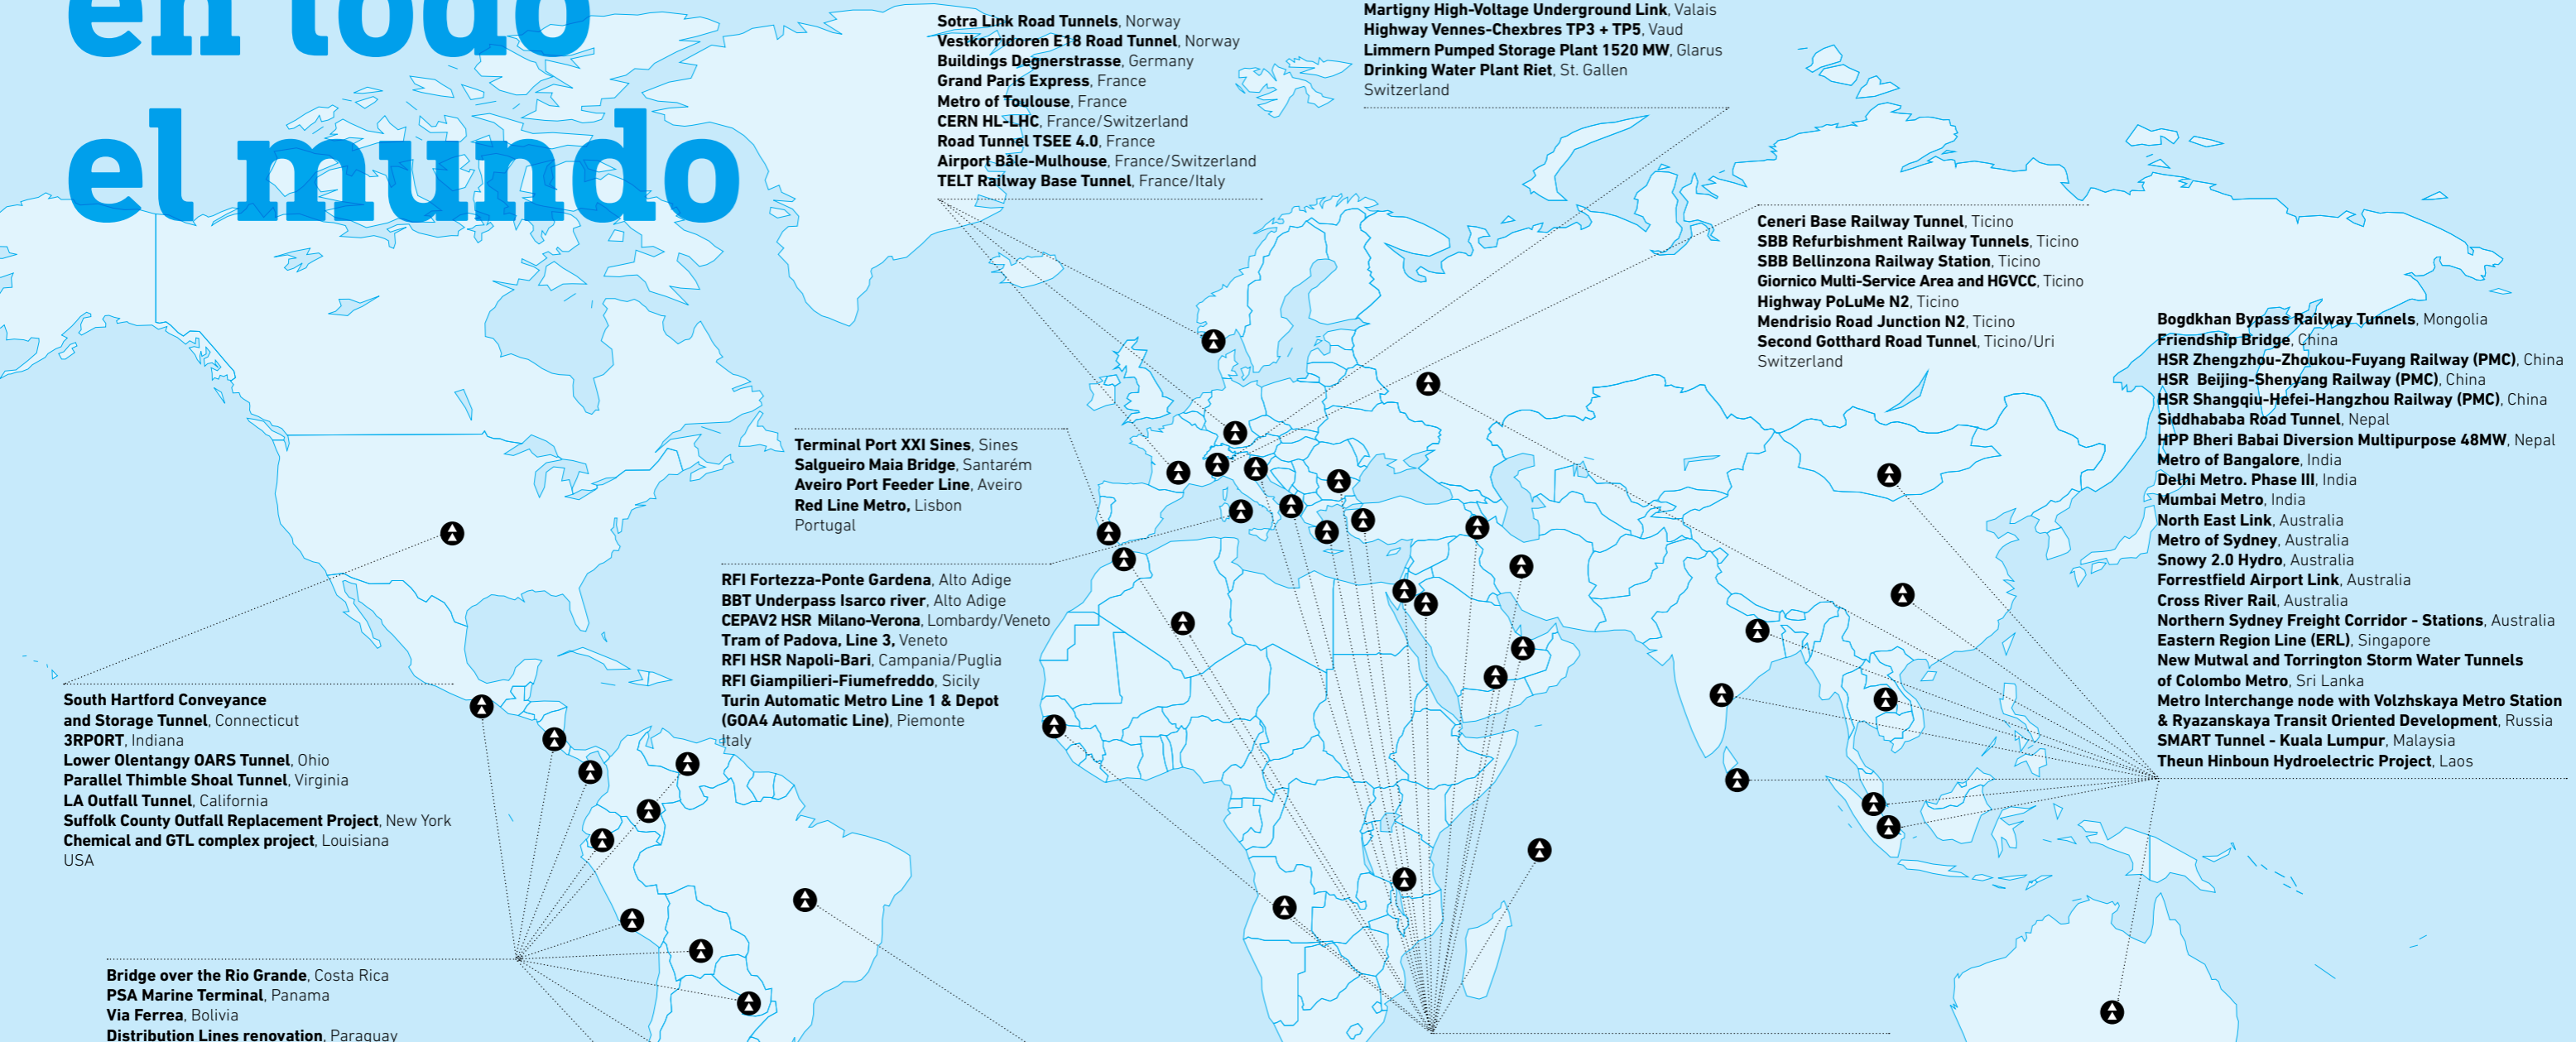 en todo
el mundo
Sotra Link Road Tunnels, Norway
Vestkorridoren E18 Road Tunnel, Norway
Buildings Degnerstrasse, Germany
Grand Paris Express, France
Metro of Toulouse, France
CERN HL-LHC, France/Switzerland
Road Tunnel TSEE 4.0, France
Airport Bâle-Mulhouse, France/Switzerland
TELT Railway Base Tunnel, France/Italy
Martigny High-Voltage Underground Link, Valais
Highway Vennes-Chexbres TP3 + TP5, Vaud
Limmern Pumped Storage Plant 1520 MW, Glarus
Drinking Water Plant Riet, St. Gallen
Switzerland
Ceneri Base Railway Tunnel, Ticino
SBB Refurbishment Railway Tunnels, Ticino
SBB Bellinzona Railway Station, Ticino
Giornico Multi-Service Area and HGVCC, Ticino
Highway PoLuMe N2, Ticino
Mendrisio Road Junction N2, Ticino
Second Gotthard Road Tunnel, Ticino/Uri
Switzerland
Bogdkhan Bypass Railway Tunnels, Mongolia
Friendship Bridge, China
HSR Zhengzhou-Zhoukou-Fuyang Railway (PMC), China
HSR Beijing-Shenyang Railway (PMC), China
HSR Shangqiu-Hefei-Hangzhou Railway (PMC), China
Siddhababa Road Tunnel, Nepal
HPP Bheri Babai Diversion Multipurpose 48MW, Nepal
Metro of Bangalore, India
Delhi Metro. Phase III, India
Mumbai Metro, India
North East Link, Australia
Metro of Sydney, Australia
Snowy 2.0 Hydro, Australia
Forrestfield Airport Link, Australia
Cross River Rail, Australia
Northern Sydney Freight Corridor - Stations, Australia
Eastern Region Line (ERL), Singapore
New Mutwal and Torrington Storm Water Tunnels
of Colombo Metro, Sri Lanka
Metro Interchange node with Volzhskaya Metro Station
& Ryazanskaya Transit Oriented Development, Russia
SMART Tunnel - Kuala Lumpur, Malaysia
Theun Hinboun Hydroelectric Project, Laos
Terminal Port XXI Sines, Sines
Salgueiro Maia Bridge, Santarém
Aveiro Port Feeder Line, Aveiro
Red Line Metro, Lisbon
Portugal
RFI Fortezza-Ponte Gardena, Alto Adige
BBT Underpass Isarco river, Alto Adige
CEPAV2 HSR Milano-Verona, Lombardy/Veneto
Tram of Padova, Line 3, Veneto
RFI HSR Napoli-Bari, Campania/Puglia
RFI Giampilieri-Fiumefreddo, Sicily
Turin Automatic Metro Line 1 & Depot
(GOA4 Automatic Line), Piemonte
Italy
South Hartford Conveyance
and Storage Tunnel, Connecticut
3RPORT, Indiana
Lower Olentangy OARS Tunnel, Ohio
Parallel Thimble Shoal Tunnel, Virginia
LA Outfall Tunnel, California
Suffolk County Outfall Replacement Project, New York
Chemical and GTL complex project, Louisiana
USA
Bridge over the Rio Grande, Costa Rica
PSA Marine Terminal, Panama
Via Ferrea, Bolivia
Distribution Lines renovation, Paraguay